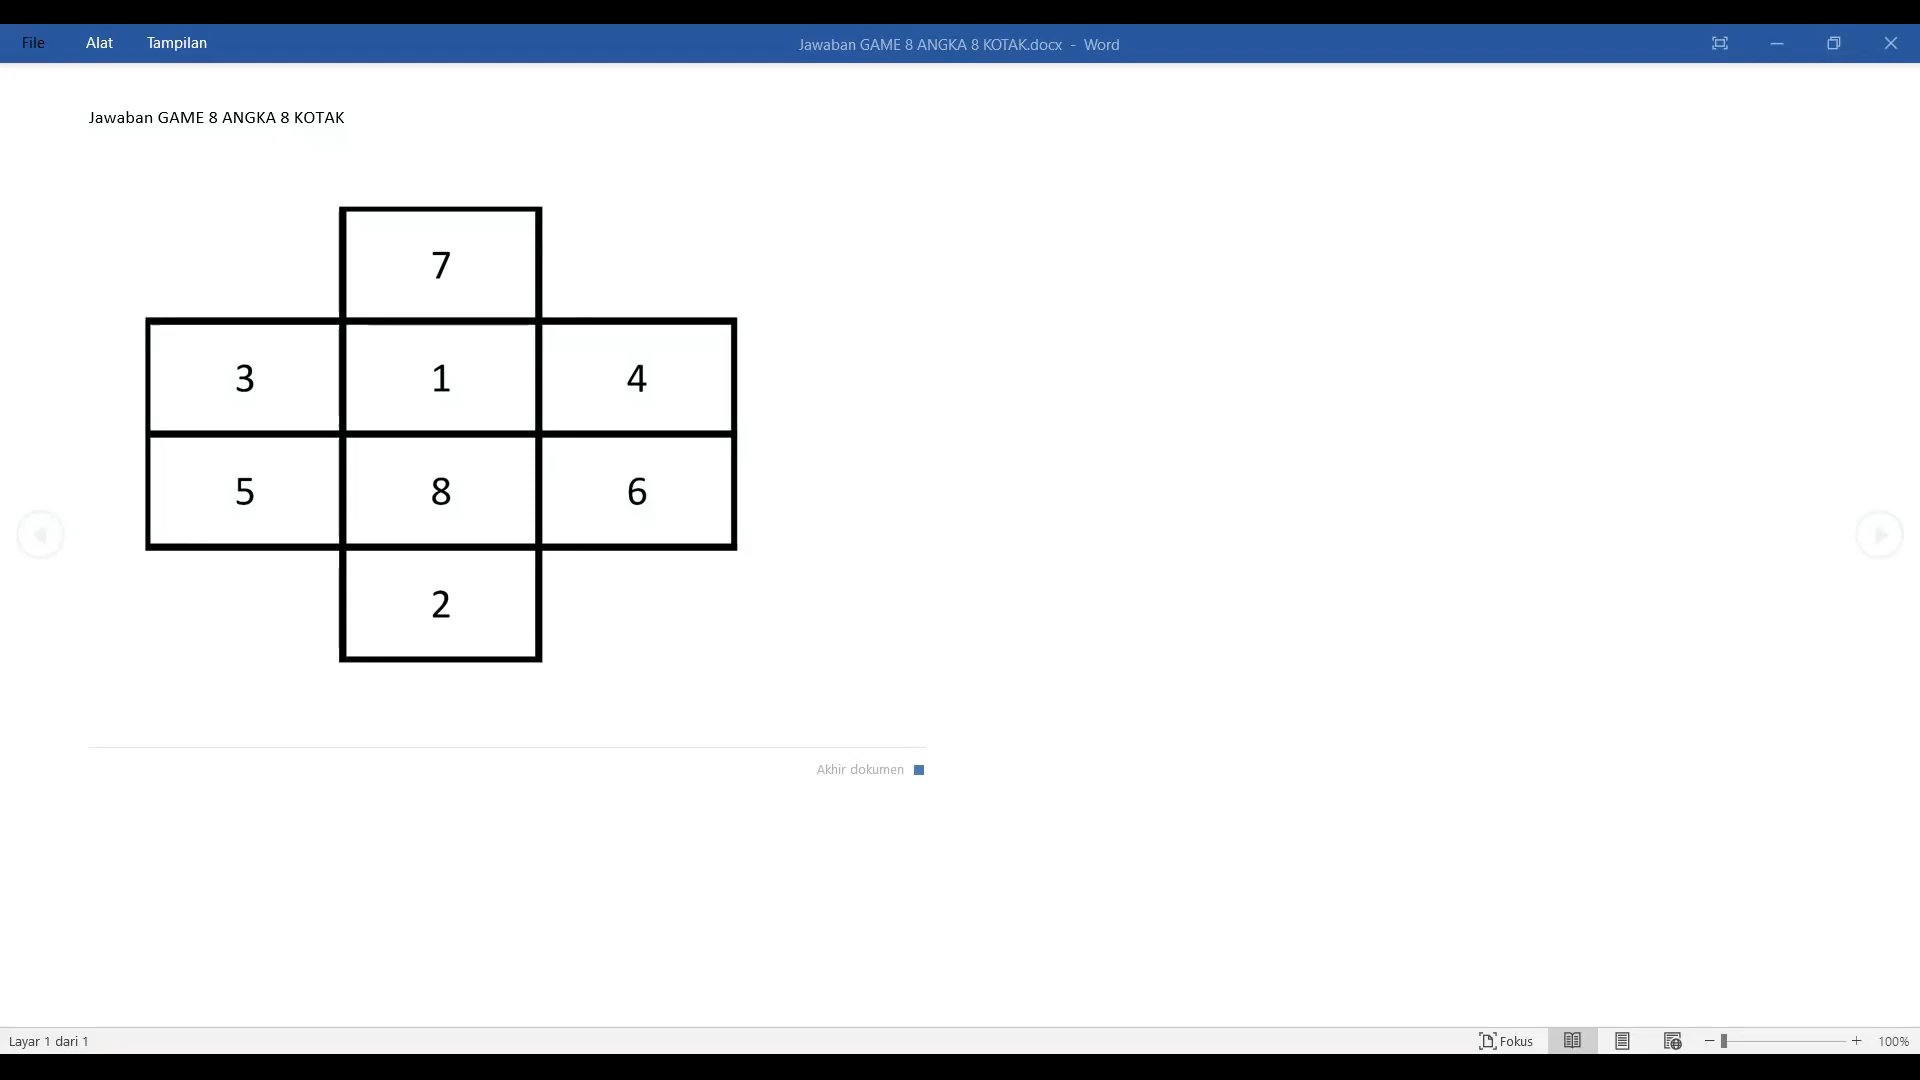 File Alat Tampilan Jawaban GAME 8 ANGKA 8 KOTAK.docx - Word
Jawaban GAME 8 ANGKA 8 KOTAK
7
3 1 4
5 8 6
2
Akhir dokumen
Layar 1 dari 1 Fokus 100%